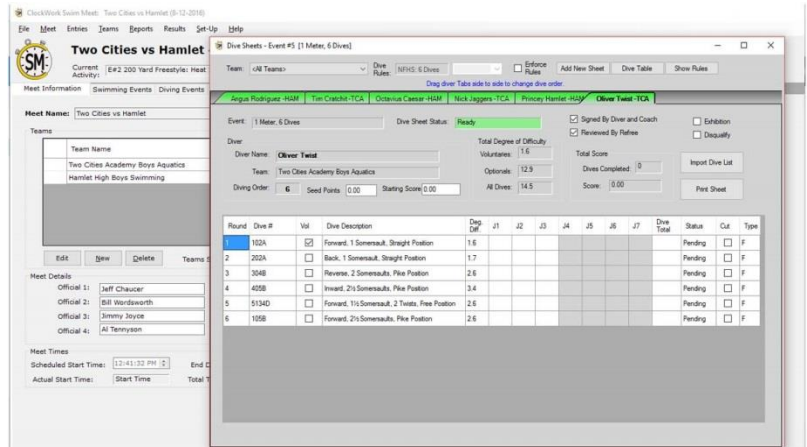 ClockWork Swim Meet: Two Cities vs Hamlet (8-12-2016)
File Meet Entries Teams Reports Results Set-Up Help
SM
Two Cities vs Hamlet
Current Activity: E#2 200 Yard Freestyle: Heat
Meet Information Swimming Events Diving Events
Meet Name: Two Cities vs Hamlet
Teams
Team Name
Two Cities Academy Boys Aquatics
Hamlet High Boys Swimming
Edit New Delete Teams S
Meet Details
Official 1: Jeff Chaucer
Official 2: Bill Wordsworth
Official 3: Jimmy Joyce
Official 4: Al Tennyson
Meet Times
Scheduled Start Time: 12:41:32 PM End D
Actual Start Time: Start Time Total T
Dive Sheets - Event #5 [1 Meter, 6 Dives]
Team: <All Teams> Dive Rules: NFHS: 6 Dives Enforce Rules Add New Sheet Dive Table Show Rules
Drag diver Tabs side to side to change dive order.
Angus Rodriguez -HAM Tim Cratchit -TCA Octavius Caesar -HAM Nick Jaggers -TCA Princey Hamlet -HAM Oliver Twist -TCA
Event: 1 Meter, 6 Dives Dive Sheet Status: Ready Signed By Diver and Coach Exhibition
Reviewed By Refree Disqualify
Diver
Diver Name: Oliver Twist
Team: Two Cities Academy Boys Aquatics
Diving Order: 6 Seed Points 0.00 Starting Score 0.00
Total Degree of Difficulty
Voluntaries: 1.6
Optionals: 12.9
All Dives: 14.5
Total Score
Dives Completed: 0
Score: 0.00
Import Dive List
Print Sheet
Round Dive # Vol Dive Description Deg. Diff. J1 J2 J3 J4 J5 J6 J7 Dive Total Status Cut Type
1 102A Forward, 1 Somersault, Straight Position 1.6 Pending F
2 202A Back, 1 Somersault, Straight Position 1.7 Pending F
3 304B Reverse, 2 Somersaults, Pike Position 2.6 Pending F
4 405B Inward, 2½ Somersaults, Pike Position 3.4 Pending F
5 5134D Forward, 1½ Somersault, 2 Twists, Free Position 2.6 Pending F
6 105B Forward, 2½ Somersaults, Pike Position 2.6 Pending F